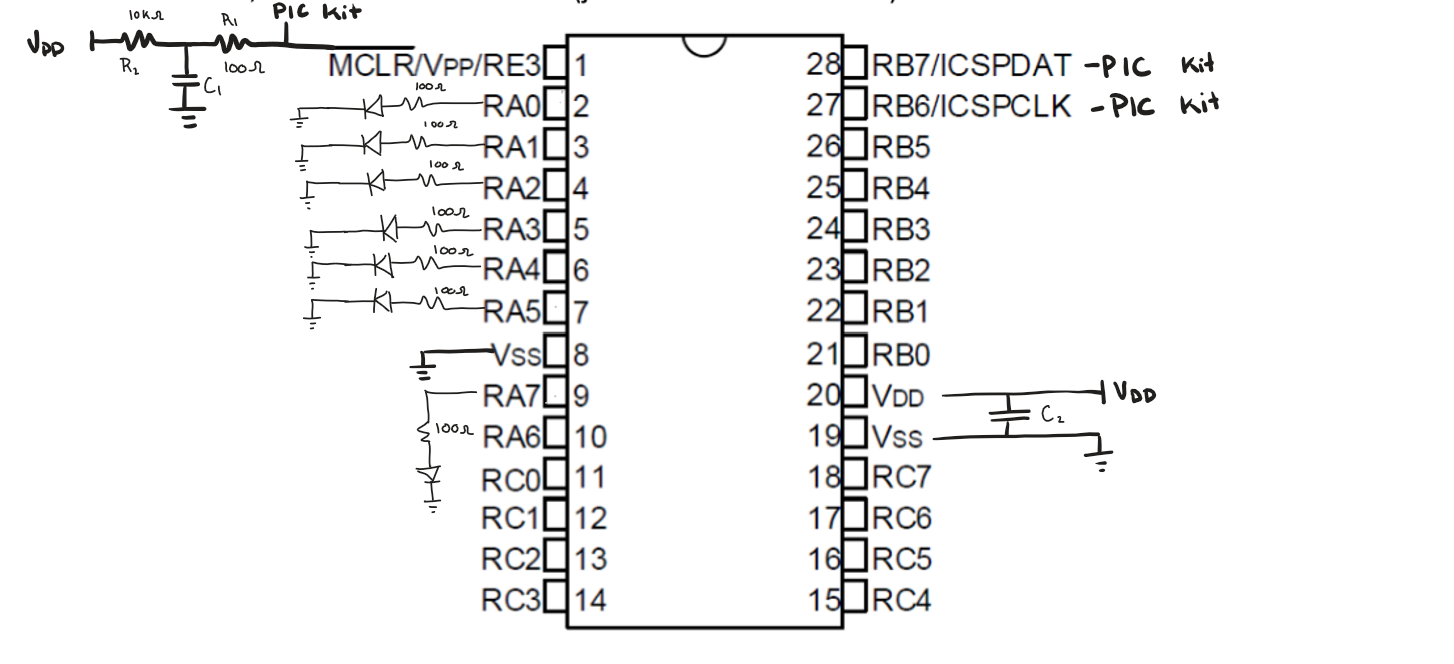 10KΩ R₁ PIC Kit
VDD
R₂ 100Ω
C₁
MCLR/VPP/RE3 1 28 RB7/ICSPDAT -PIC Kit
100Ω
RA0 2 27 RB6/ICSPCLK -PIC Kit
100Ω
RA1 3 26 RB5
100Ω
RA2 4 25 RB4
100Ω
RA3 5 24 RB3
100Ω
RA4 6 23 RB2
100Ω
RA5 7 22 RB1
VSS 8 21 RB0
RA7 9 20 VDD VDD
C₂
100Ω RA6 10 19 VSS
RC0 11 18 RC7
RC1 12 17 RC6
RC2 13 16 RC5
RC3 14 15 RC4